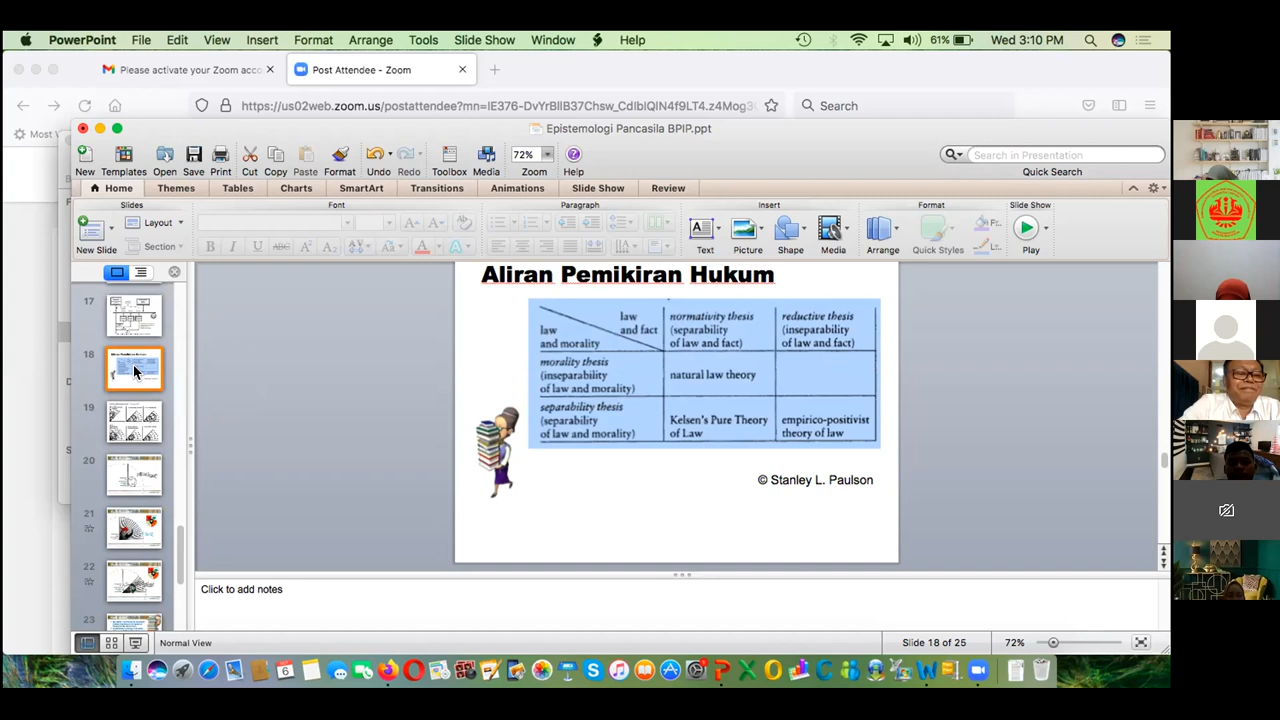 PowerPoint File Edit View Insert Format Arrange Tools Slide Show Window Help 61% Wed 3:10 PM
Please activate your Zoom acco
Post Attendee - Zoom
Search
Most V
Epistemologi Pancasila BPIP.ppt
72%
Search in Presentation
New Templates Open Save Print Cut Copy Paste Format Undo Redo Toolbox Media Zoom Help Quick Search
Home Themes Tables Charts SmartArt Transitions Animations Slide Show Review
Slides Font Paragraph Insert Format Slide Show
Layout
Section
New Slide Text Picture Shape Media Arrange Quick Styles Play
17
18
19
20
21
22
23
Aliran Pemikiran Hukum
law
and fact
law
and morality
normativity thesis
(separability
of law and fact)
reductive thesis
(inseparability
of law and fact)
morality thesis
(inseparability
of law and morality)
natural law theory
separability thesis
(separability
of law and morality)
Kelsen's Pure Theory
of Law
empirico-positivist
theory of law
© Stanley L. Paulson
Click to add notes
Normal View Slide 18 of 25 72%